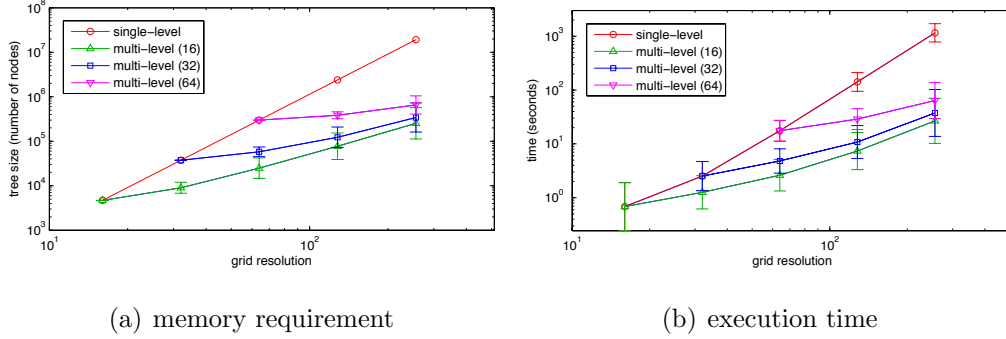 10^8
10^7
10^6
10^5
10^4
10^3
tree size (number of nodes)
single-level
multi-level (16)
multi-level (32)
multi-level (64)
10^1
10^2
grid resolution
(a) memory requirement
10^3
10^2
10^1
10^0
time (seconds)
single-level
multi-level (16)
multi-level (32)
multi-level (64)
10^1
10^2
grid resolution
(b) execution time